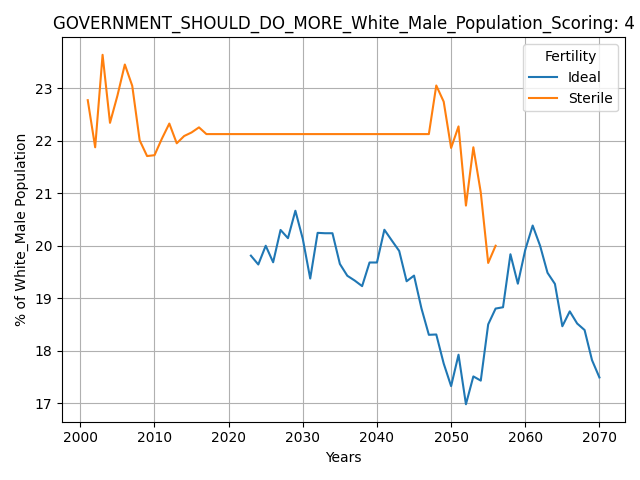 GOVERNMENT_SHOULD_DO_MORE_White_Male_Population_Scoring: 4
Fertility
Ideal
Sterile
% of White_Male Population
23
22
21
20
19
18
17
2000 2010 2020 2030 2040 2050 2060 2070
Years